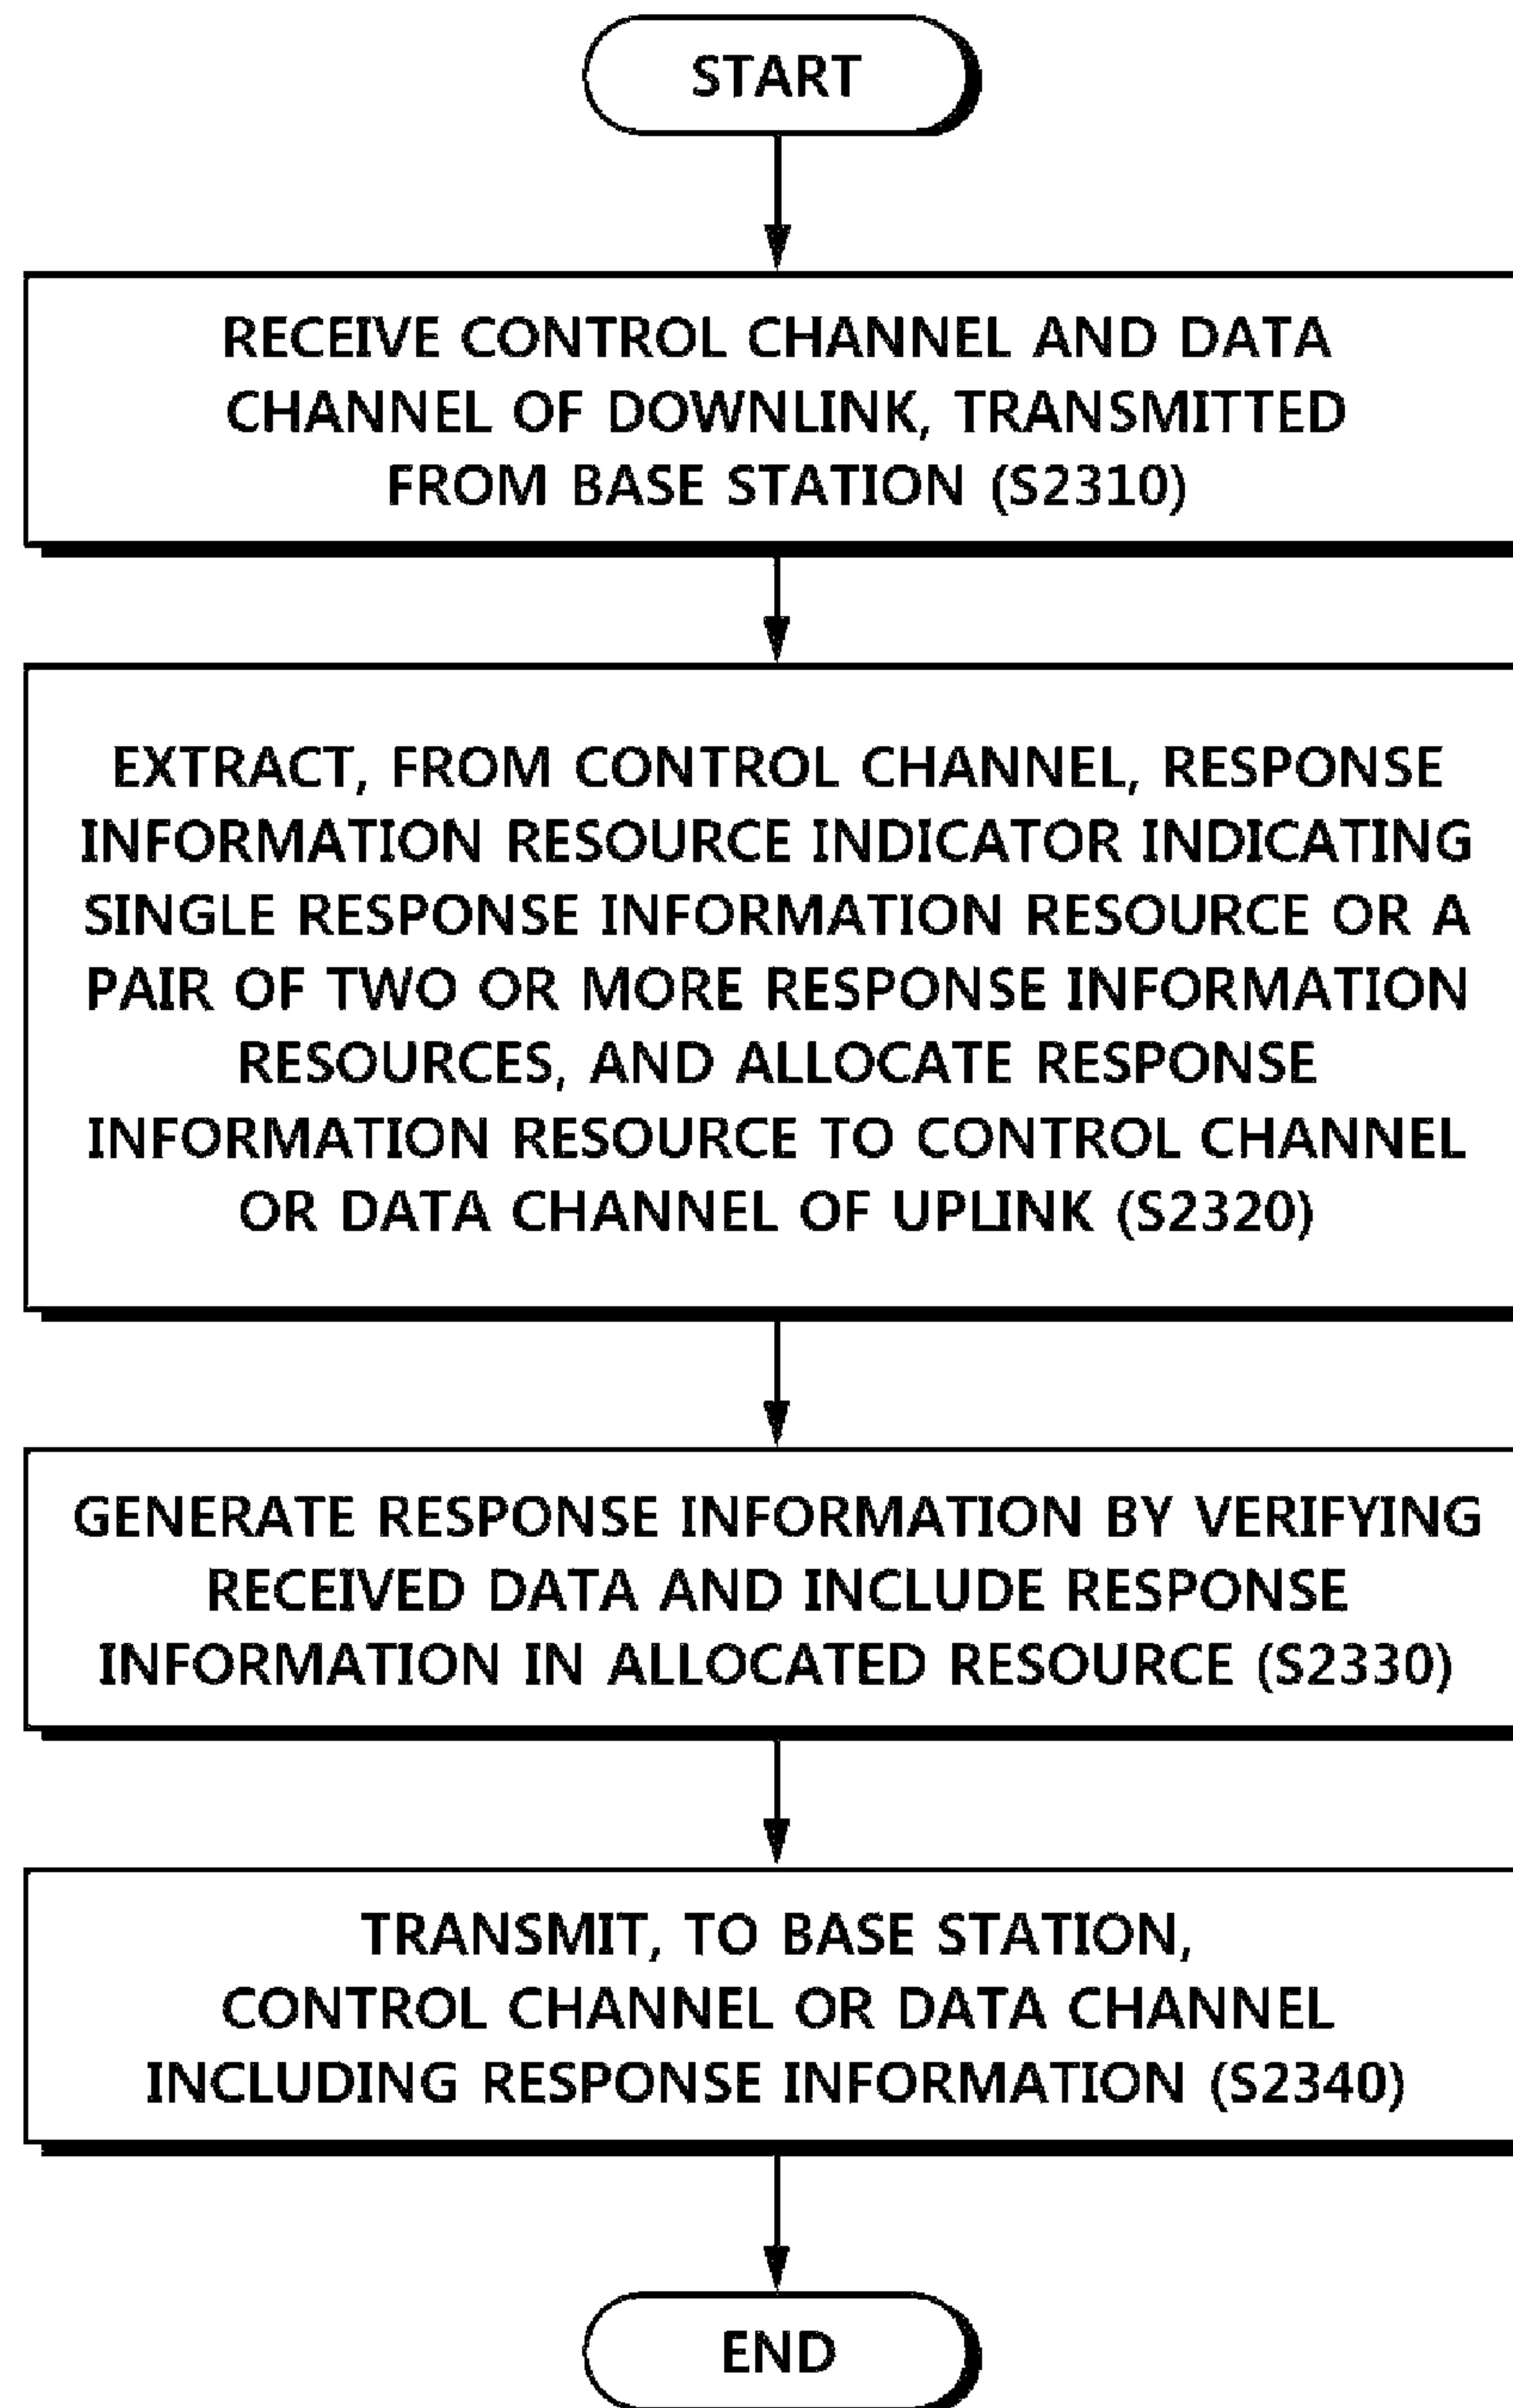 START
RECEIVE CONTROL CHANNEL AND DATA
CHANNEL OF DOWNLINK, TRANSMITTED
FROM BASE STATION (S2310)
EXTRACT, FROM CONTROL CHANNEL, RESPONSE
INFORMATION RESOURCE INDICATOR INDICATING
SINGLE RESPONSE INFORMATION RESOURCE OR A
PAIR OF TWO OR MORE RESPONSE INFORMATION
RESOURCES, AND ALLOCATE RESPONSE
INFORMATION RESOURCE TO CONTROL CHANNEL
OR DATA CHANNEL OF UPLINK (S2320)
GENERATE RESPONSE INFORMATION BY VERIFYING
RECEIVED DATA AND INCLUDE RESPONSE
INFORMATION IN ALLOCATED RESOURCE (S2330)
TRANSMIT, TO BASE STATION,
CONTROL CHANNEL OR DATA CHANNEL
INCLUDING RESPONSE INFORMATION (S2340)
END